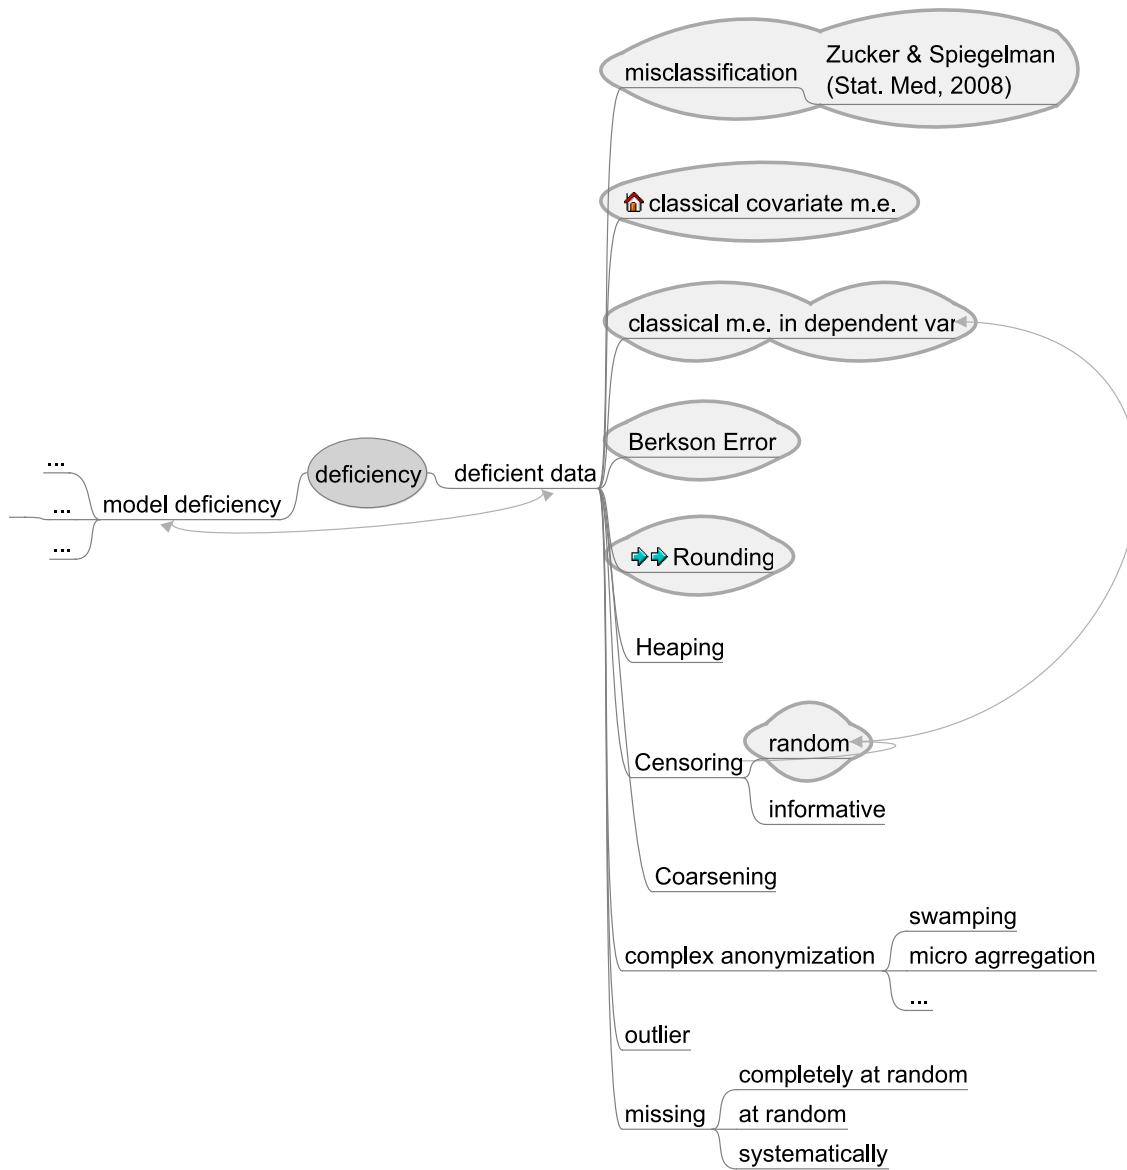 misclassification
Zucker & Spiegelman
(Stat. Med, 2008)
classical covariate m.e.
classical m.e. in dependent var
Berkson Error
...
model deficiency
...
...
deficiency
deficient data
Rounding
Heaping
Censoring
random
informative
Coarsening
complex anonymization
swamping
micro agrregation
...
outlier
missing
completely at random
at random
systematically